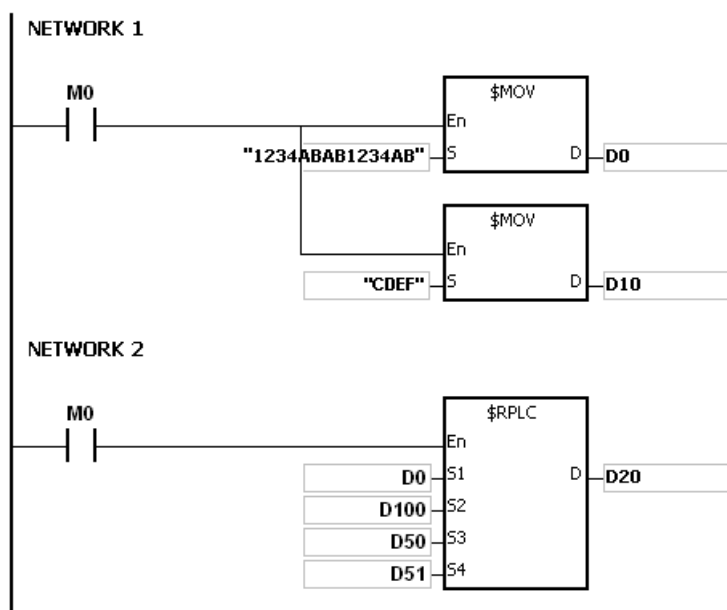 NETWORK 1
M0
$MOV
En
"1234ABAB1234AB" S D D0
$MOV
En
"CDEF" S D D10
NETWORK 2
M0
$RPLC
En
D0 S1 D D20
D100 S2
D50 S3
D51 S4